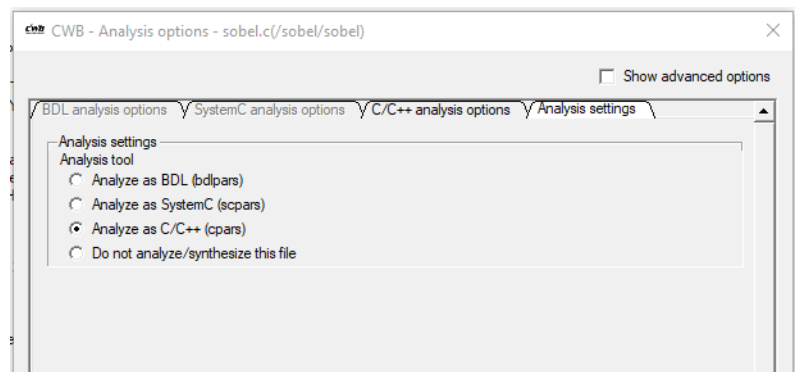 CWB CWB - Analysis options - sobel.c(/sobel/sobel)
Show advanced options
BDL analysis options SystemC analysis options C/C++ analysis options Analysis settings
Analysis settings
Analysis tool
Analyze as BDL (bdlpars)
Analyze as SystemC (scpars)
Analyze as C/C++ (cpars)
Do not analyze/synthesize this file